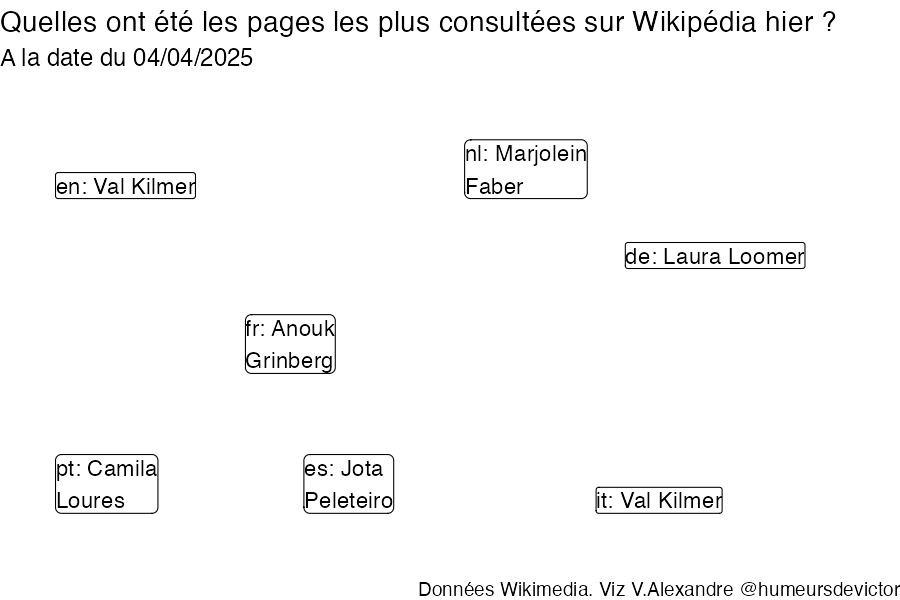 Quelles ont été les pages les plus consultées sur Wikipédia hier ?
A la date du 04/04/2025
nl: Marjolein
Faber
en: Val Kilmer
de: Laura Loomer
fr: Anouk
Grinberg
pt: Camila
Loures
es: Jota
Peleteiro
it: Val Kilmer
Données Wikimedia. Viz V.Alexandre @humeursdevictor